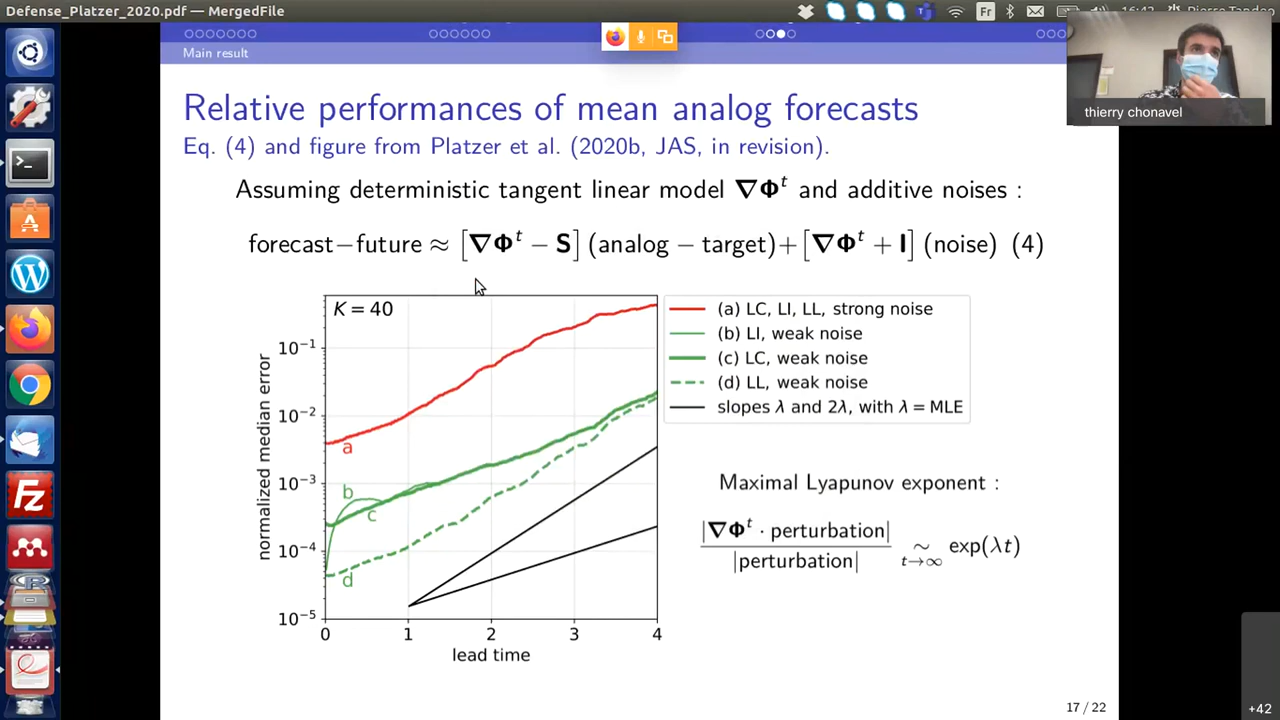 Defense_Platzer_2020.pdf — MergedFile
Fr
Main result
thierry chonavel
Relative performances of mean analog forecasts
Eq. (4) and figure from Platzer et al. (2020b, JAS, in revision).
Assuming deterministic tangent linear model ∇Φ^t and additive noises :
forecast−future ≈ [∇Φ^t − S] (analog − target)+[∇Φ^t + I] (noise) (4)
K = 40
(a) LC, LI, LL, strong noise
(b) LI, weak noise
(c) LC, weak noise
(d) LL, weak noise
slopes λ and 2λ, with λ = MLE
normalized median error
10^−1
10^−2
10^−3
10^−4
10^−5
a
b
c
d
0 1 2 3 4
lead time
Maximal Lyapunov exponent :
|∇Φ^t · perturbation|
|perturbation|
∼ t→∞ exp(λt)
17 / 22
+42